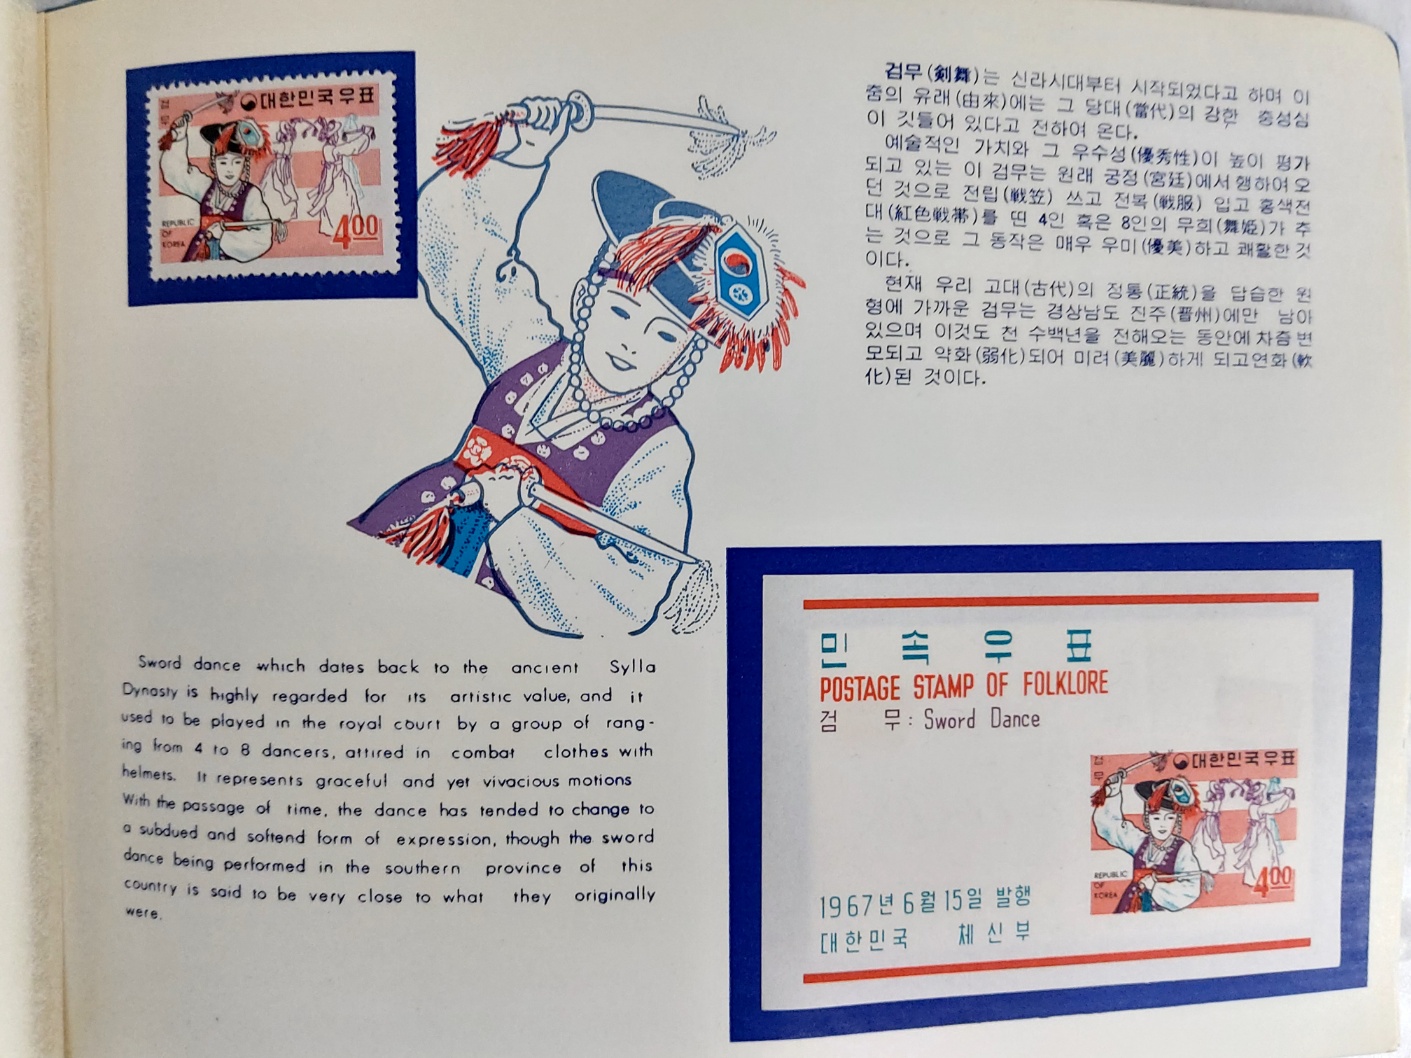 검무
대한민국우표
REPUBLIC
OF
KOREA
4.00
검무(剣舞)는 신라시대부터 시작되었다고 하며 이
춤의 유래(由來)에는 그 당대(當代)의 강한 충성심
이 깃들어 있다고 전하여 온다.
예술적인 가치와 그 우수성(優秀性)이 높이 평가
되고 있는 이 검무는 원래 궁정(宮廷)에서 행하여오
던 것으로 전립(戦笠) 쓰고 전복(戦服) 입고 홍색전
대(紅色戦帯)를 띤 4인 혹은 8인의 무희(舞姬)가 추
는 것으로 그 동작은 매우 우미(優美)하고 쾌활한것
이다.
현재 우리 고대(古代)의 정통(正統)을 답습한 원
형에 가까운 검무는 경상남도 진주(晋州)에만 남아
있으며 이것도 천 수백년을 전해오는 동안에 차츰변
모되고 약화(弱化)되어 미려(美麗)하게 되고연화(軟
化)된 것이다.
Sword dance which dates back to the ancient Sylla
Dynasty is highly regarded for its artistic value, and it
used to be played in the royal court by a group of rang-
ing from 4 to 8 dancers, attired in combat clothes with
helmets. It represents graceful and yet vivacious motions
With the passage of time, the dance has tended to change to
a subdued and softend form of expression, though the sword
dance being performed in the southern province of this
country is said to be very close to what they originally
were.
민속우표
POSTAGE STAMP OF FOLKLORE
검 무: Sword Dance
검무
대한민국우표
REPUBLIC
OF
KOREA
4.00
1967년 6월 15일 발행
대한민국 체신부